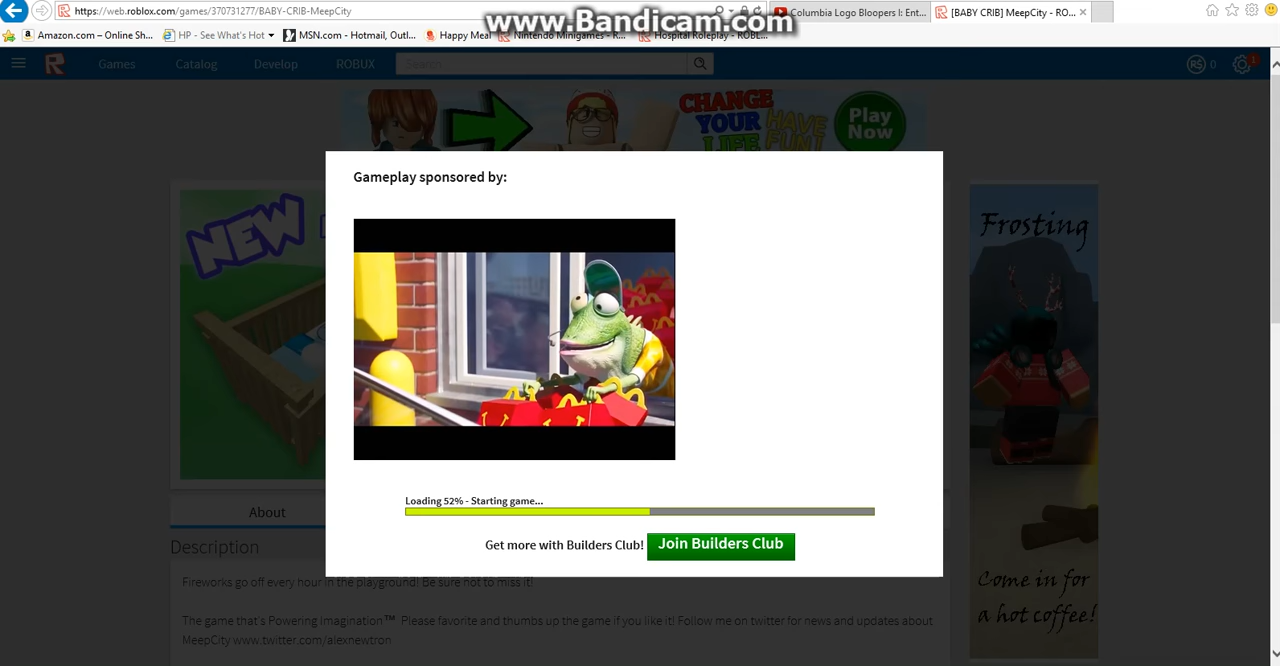 https://web.roblox.com/games/370731277/BABY-CRIB-MeepCity
www.Bandicam.com
Columbia Logo Bloopers I: Ent...
[BABY CRIB] MeepCity - RO...
Amazon.com – Online Sh...
HP - See What's Hot
MSN.com - Hotmail, Outl...
Happy Meal
Nintendo Minigames - R...
Hospital Roleplay - ROBL...
Games
Catalog
Develop
ROBUX
Search
R$ 0
1
CHANGE YOUR LIFE
HAVE FUN!
Play Now
Gameplay sponsored by:
NEW
Frosting
Loading 52% - Starting game...
Get more with Builders Club!
Join Builders Club
About
Description
Fireworks go off every hour in the playground! Be sure not to miss it!
The game that's Powering Imagination™ Please favorite and thumbs up the game if you like it! Follow me on twitter for news and updates about
MeepCity www.twitter.com/alexnewtron
Come in for
a hot coffee!